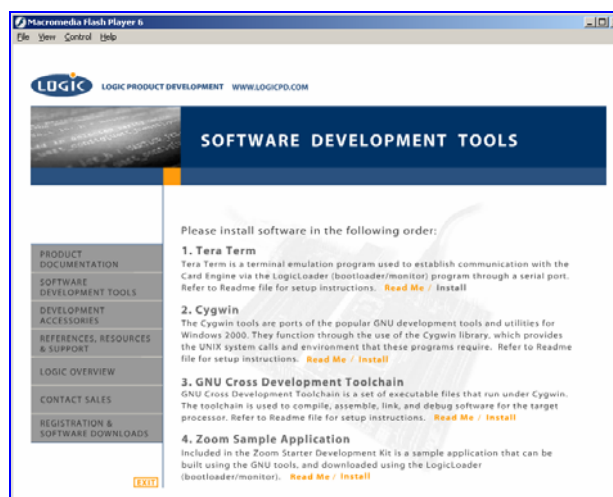 Macromedia Flash Player 6
File View Control Help
LOGIC LOGIC PRODUCT DEVELOPMENT WWW.LOGICPD.COM
SOFTWARE DEVELOPMENT TOOLS
PRODUCT
DOCUMENTATION
SOFTWARE
DEVELOPMENT TOOLS
DEVELOPMENT
ACCESSORIES
REFERENCES, RESOURCES
& SUPPORT
LOGIC OVERVIEW
CONTACT SALES
REGISTRATION &
SOFTWARE DOWNLOADS
EXIT
Please install software in the following order:
1. Tera Term
Tera Term is a terminal emulation program used to establish communication with the
Card Engine via the LogicLoader (bootloader/monitor) program through a serial port.
Refer to Readme file for setup instructions. Read Me / Install
2. Cygwin
The Cygwin tools are ports of the popular GNU development tools and utilities for
Windows 2000. They function through the use of the Cygwin library, which provides
the UNIX system calls and environment that these programs require. Refer to Readme
file for setup instructions. Read Me / Install
3. GNU Cross Development Toolchain
GNU Cross Development Toolchain is a set of executable files that run under Cygwin.
The toolchain is used to compile, assemble, link, and debug software for the target
processor. Refer to Readme file for setup instructions. Read Me / Install
4. Zoom Sample Application
Included in the Zoom Starter Development Kit is a sample application that can be
built using the GNU tools, and downloaded using the LogicLoader
(bootloader/monitor). Read Me / Install